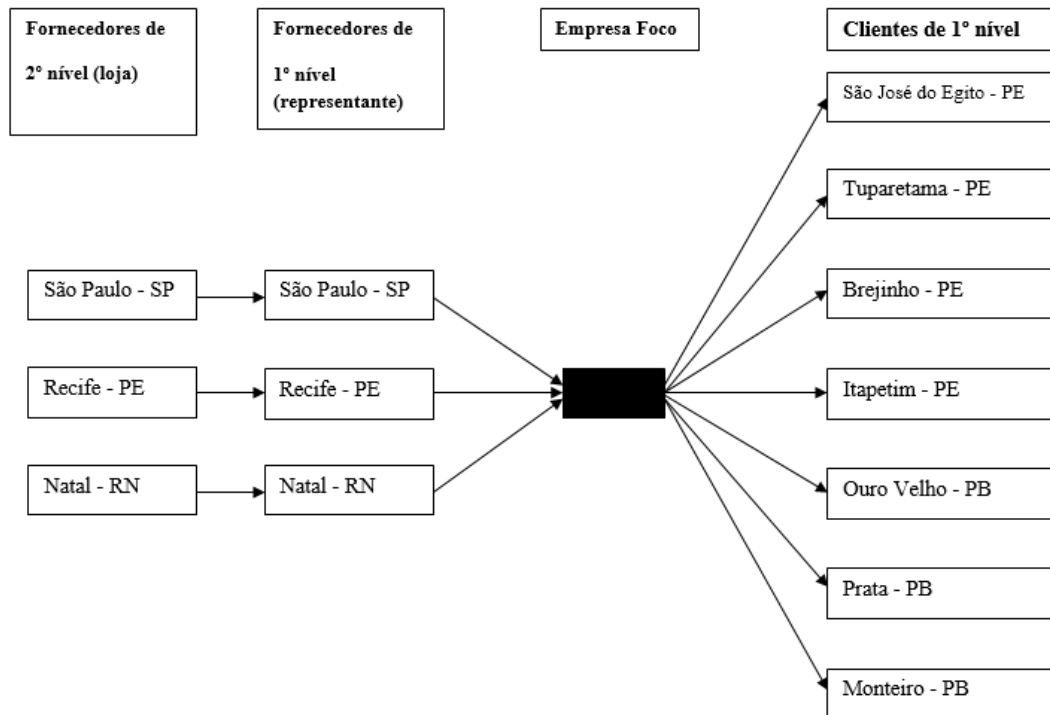 Fornecedores de
2º nível (loja)
Fornecedores de
1º nível
(representante)
Empresa Foco
Clientes de 1º nível
São José do Egito - PE
Tuparetama - PE
Brejinho - PE
Itapetim - PE
Ouro Velho - PB
Prata - PB
Monteiro - PB
São Paulo - SP
São Paulo - SP
Recife - PE
Recife - PE
Natal - RN
Natal - RN